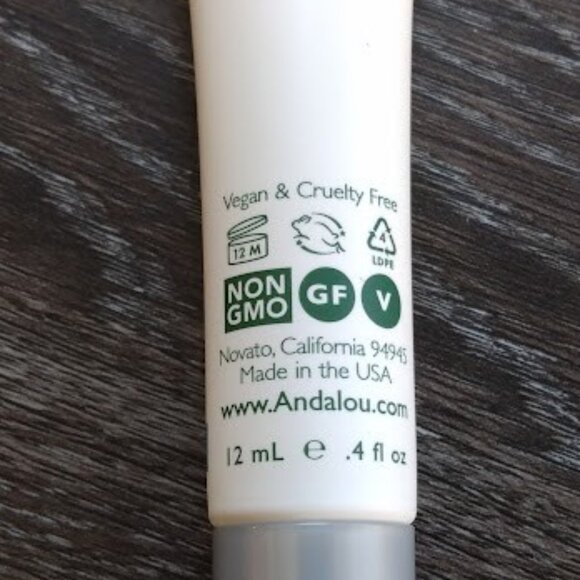 Vegan & Cruelty Free
12 M
4
LDPE
NON
GMO
GF
V
Novato, California 94945
Made in the USA
www.Andalou.com
12 mL e .4 fl oz